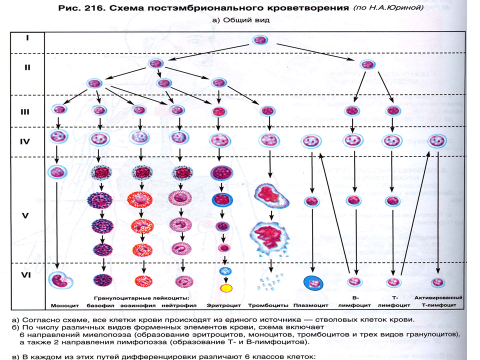 Рис. 216. Схема постэмбрионального кроветворения (по Н.А.Юриной)
а) Общий вид
I
II
III
IV
V
VI
Гранулоцитарные лейкоциты:
Моноцит базофил эозинофил нейтрофил Эритроцит Тромбоциты Плазмоцит В-лимфоцит Т-лимфоцит Активированный Т-лимфоцит
а) Согласно схеме, все клетки крови происходят из единого источника — стволовых клеток крови.
б) По числу различных видов форменных элементов крови, схема включает
6 направлений миелопоэза (образование эритроцитов, моноцитов, тромбоцитов и трех видов гранулоцитов),
а также 2 направления лимфопоэза (образование Т- и В-лимфоцитов).
в) В каждом из этих путей дифференцировки различают 6 классов клеток: